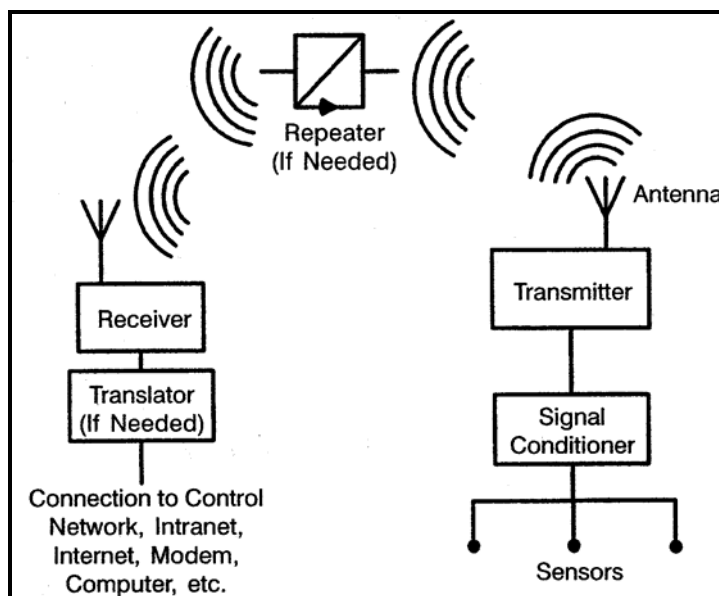 Repeater
(If Needed)
Antenna
Receiver
Transmitter
Translator
(If Needed)
Signal
Conditioner
Connection to Control
Network, Intranet,
Internet, Modem,
Computer, etc.
Sensors